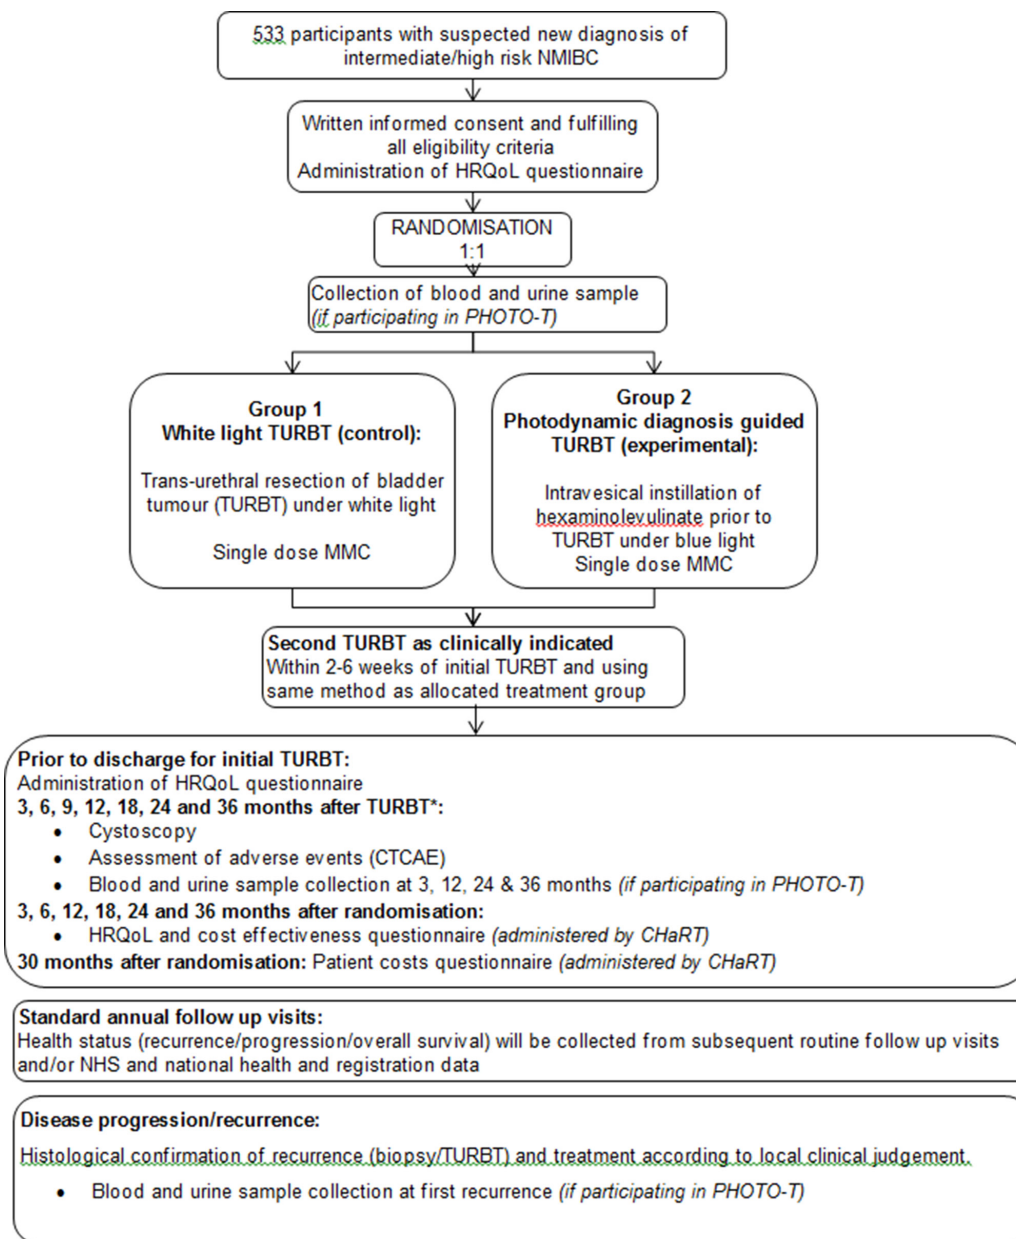 533 participants with suspected new diagnosis of
intermediate/high risk NMIBC
Written informed consent and fulfilling
all eligibility criteria
Administration of HRQoL questionnaire
RANDOMISATION
1:1
Collection of blood and urine sample
(if participating in PHOTO-T)
Group 1
White light TURBT (control):
Trans-urethral resection of bladder
tumour (TURBT) under white light
Single dose MMC
Group 2
Photodynamic diagnosis guided
TURBT (experimental):
Intravesical instillation of
hexaminolevulinate prior to
TURBT under blue light
Single dose MMC
Second TURBT as clinically indicated
Within 2-6 weeks of initial TURBT and using
same method as allocated treatment group
Prior to discharge for initial TURBT:
Administration of HRQoL questionnaire
3, 6, 9, 12, 18, 24 and 36 months after TURBT*:
• Cystoscopy
• Assessment of adverse events (CTCAE)
• Blood and urine sample collection at 3, 12, 24 & 36 months (if participating in PHOTO-T)
3, 6, 12, 18, 24 and 36 months after randomisation:
• HRQoL and cost effectiveness questionnaire (administered by CHaRT)
30 months after randomisation: Patient costs questionnaire (administered by CHaRT)
Standard annual follow up visits:
Health status (recurrence/progression/overall survival) will be collected from subsequent routine follow up visits
and/or NHS and national health and registration data
Disease progression/recurrence:
Histological confirmation of recurrence (biopsy/TURBT) and treatment according to local clinical judgement.
• Blood and urine sample collection at first recurrence (if participating in PHOTO-T)